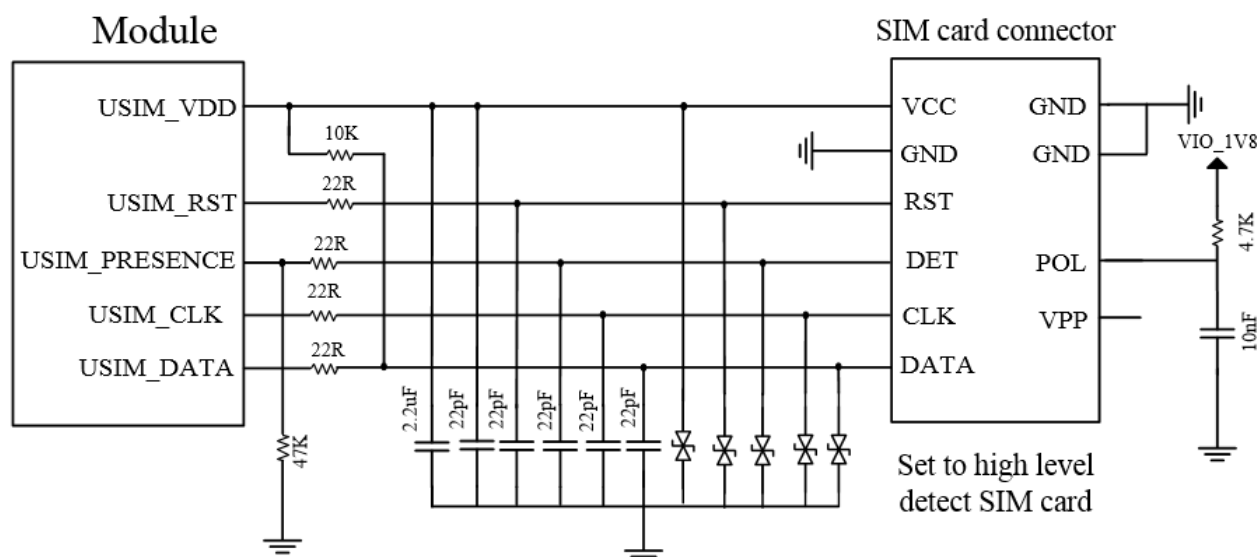 Module
SIM card connector
USIM_VDD
VCC
GND
10K
GND
GND
VIO_1V8
22R
USIM_RST
RST
4.7K
22R
USIM_PRESENCE
DET
POL
22R
USIM_CLK
CLK
VPP
10nF
22R
USIM_DATA
DATA
47K
2.2uF
22pF
22pF
22pF
22pF
22pF
Set to high level
detect SIM card